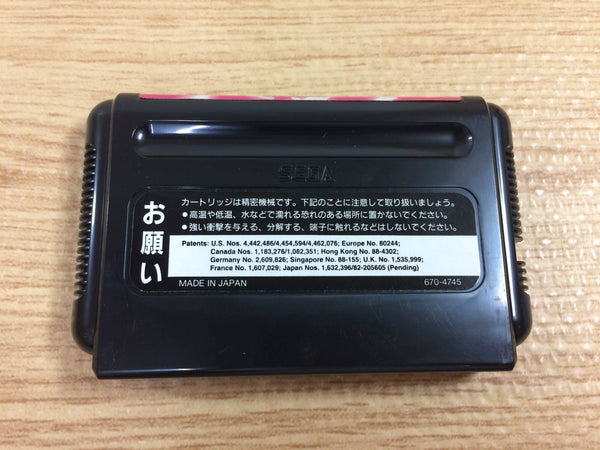 SEGA
お願い
カートリッジは精密機械です。下記のことに注意して取り扱いましょう。
●高温や低温、水などで濡れる恐れのある場所に置かないでください。
●強い衝撃を与える、分解する、端子に触れるなどはしないでください。
Patents: U.S. Nos. 4,442,486/4,454,594/4,462,076; Europe No. 80244;
Canada Nos. 1,183,276/1,082,351; Hong Kong No. 88-4302;
Germany No. 2,609,826; Singapore No. 88-155; U.K. No. 1,535,999;
France No. 1,607,029; Japan Nos. 1,632,396/82-205605 (Pending)
MADE IN JAPAN
670-4745